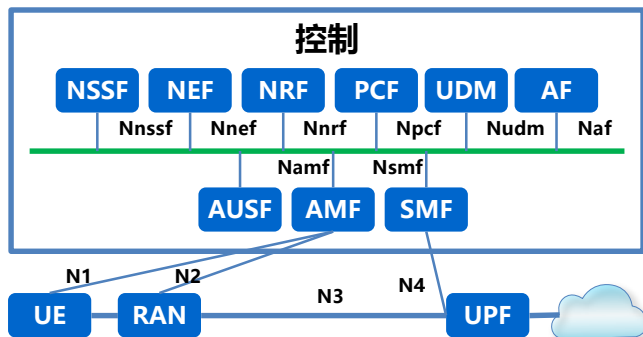 控制
NSSF NEF NRF PCF UDM AF
Nnssf Nnef Nnrf Npcf Nudm Naf
Namf Nsmf
AUSF AMF SMF
N1 N2 N3 N4
UE RAN UPF